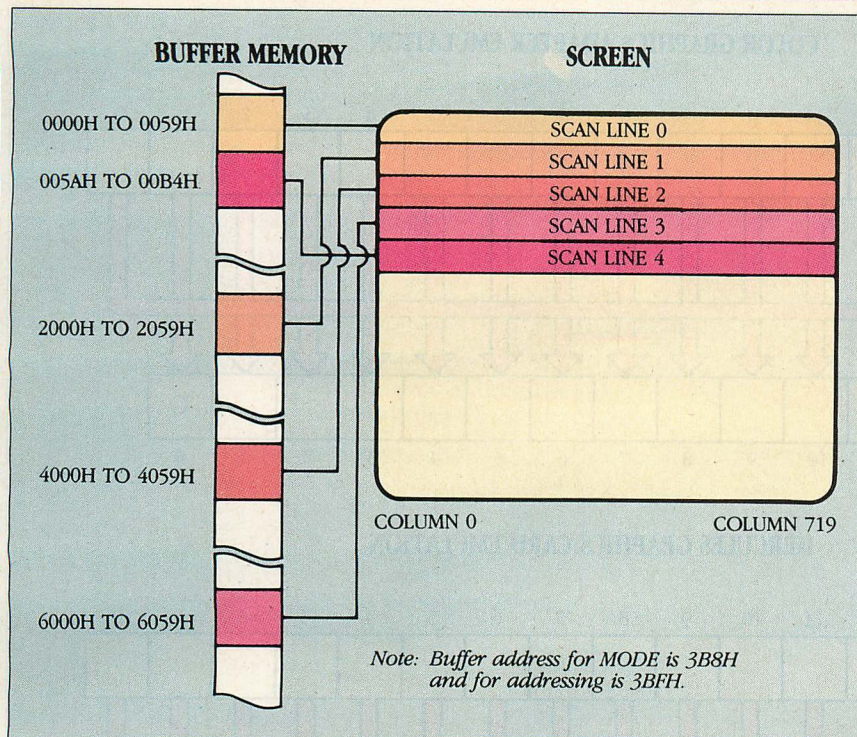 BUFFER MEMORY
SCREEN
0000H TO 0059H
005AH TO 00B4H
2000H TO 2059H
4000H TO 4059H
6000H TO 6059H
SCAN LINE 0
SCAN LINE 1
SCAN LINE 2
SCAN LINE 3
SCAN LINE 4
COLUMN 0
COLUMN 719
Note: Buffer address for MODE is 3B8H
and for addressing is 3BFH.